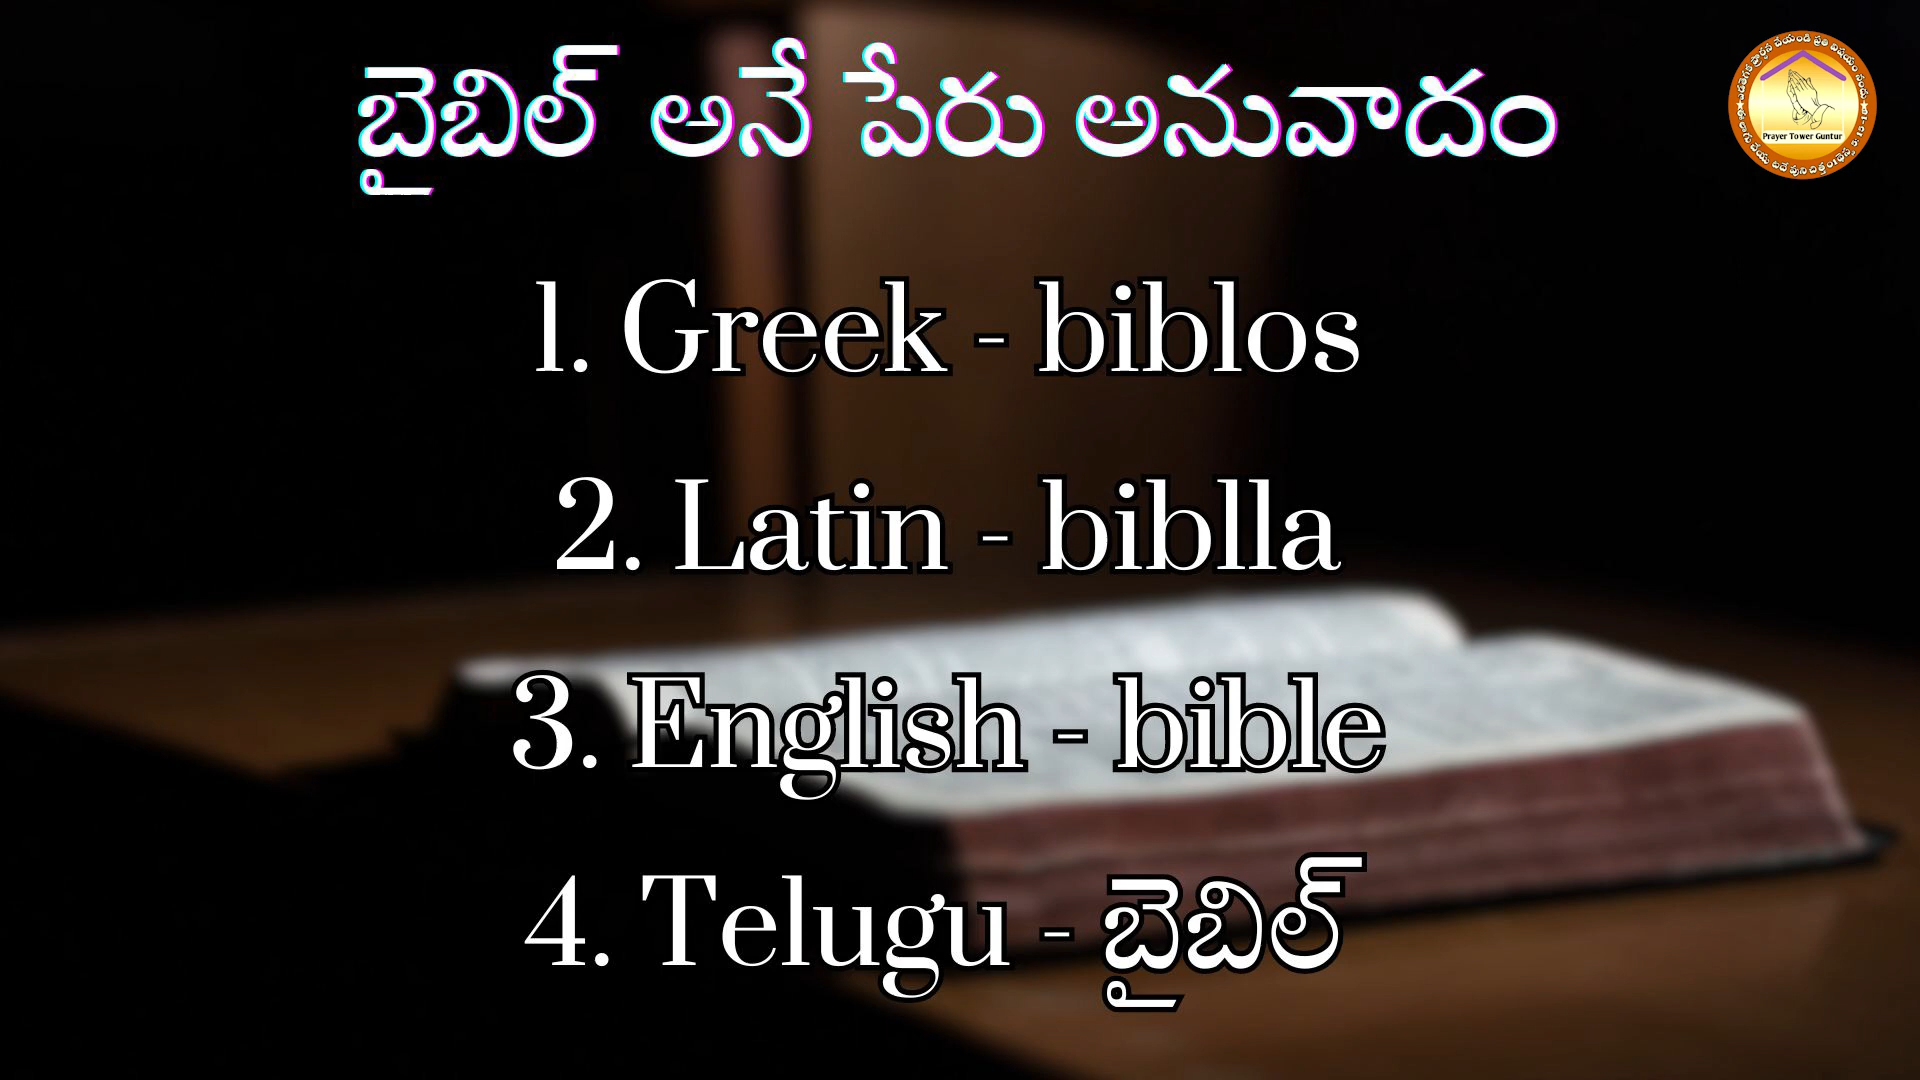 బైబిల్ అనే పేరు అనువాదం
1. Greek - biblos
2. Latin - biblla
3. English - bible
4. Telugu - బైబిల్
Prayer Tower Guntur